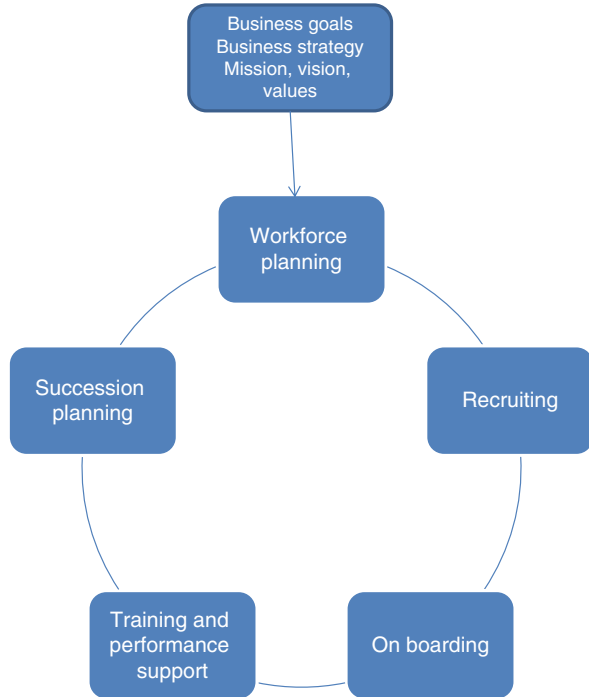 Business goals
Business strategy
Mission, vision,
values
Workforce
planning
Recruiting
On boarding
Training and
performance
support
Succession
planning